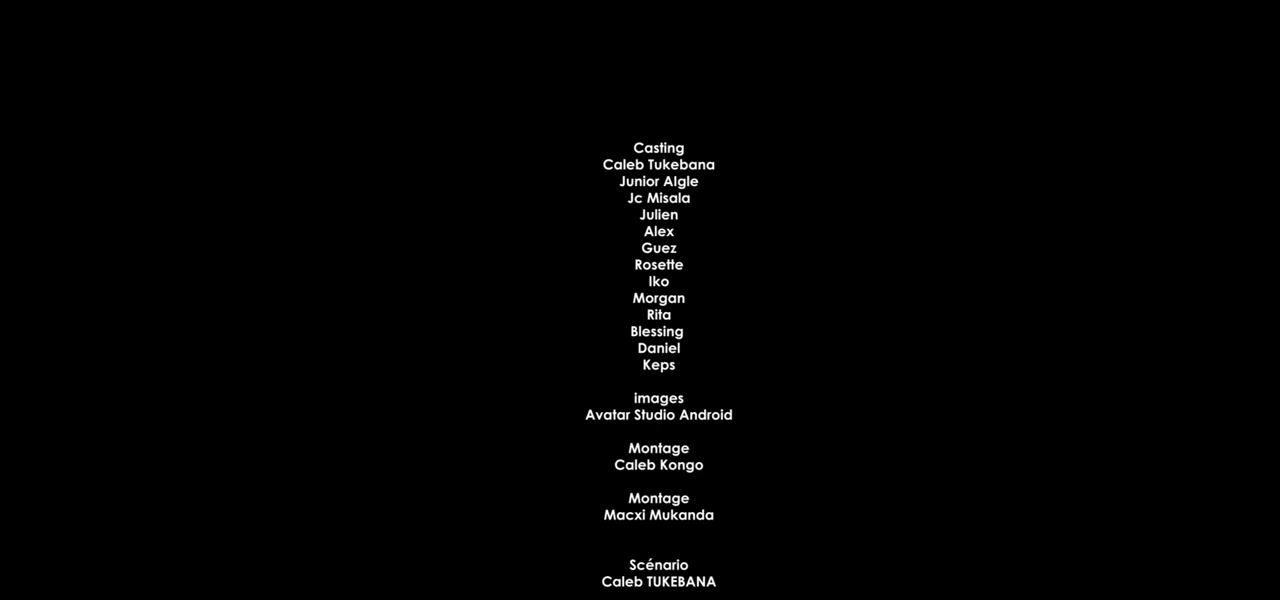 Casting
Caleb Tukebana
Junior AIgle
Jc Misala
Julien
Alex
Guez
Rosette
Iko
Morgan
Rita
Blessing
Daniel
Keps
images
Avatar Studio Android
Montage
Caleb Kongo
Montage
Macxi Mukanda
Scénario
Caleb TUKEBANA